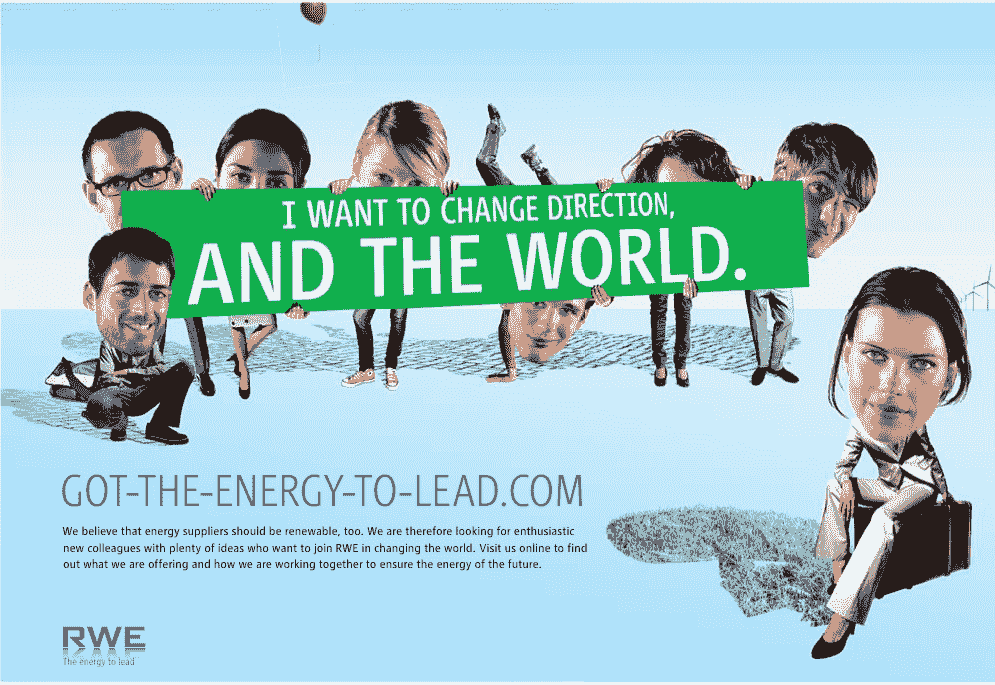 I WANT TO CHANGE DIRECTION,
AND THE WORLD.
GOT-THE-ENERGY-TO-LEAD.COM
We believe that energy suppliers should be renewable, too. We are therefore looking for enthusiastic
new colleagues with plenty of ideas who want to join RWE in changing the world. Visit us online to find
out what we are offering and how we are working together to ensure the energy of the future.
RWE
The energy to lead